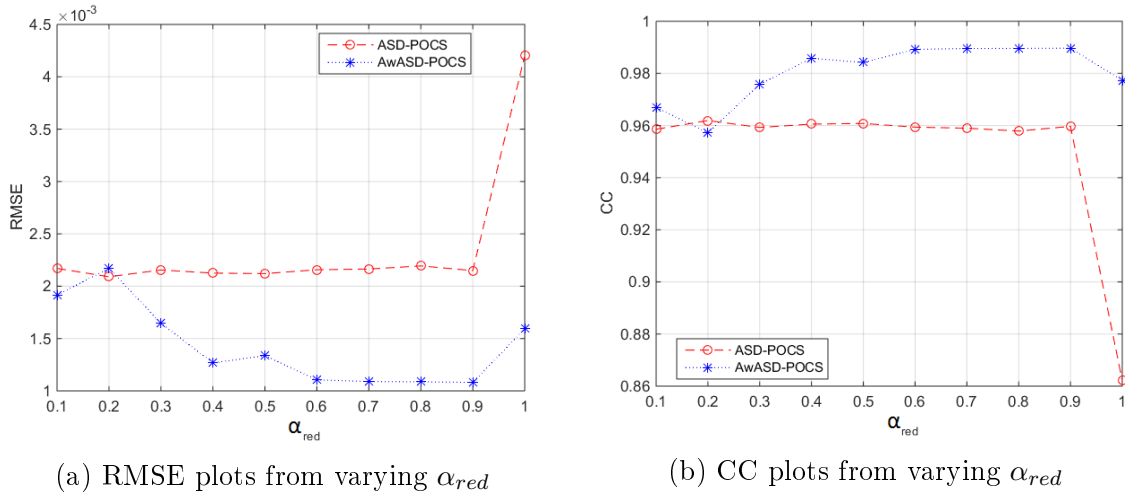 ×10⁻³
4.5
4
3.5
3
2.5
2
1.5
1
RMSE
ASD-POCS
AwASD-POCS
0.1 0.2 0.3 0.4 0.5 0.6 0.7 0.8 0.9 1
α_red
(a) RMSE plots from varying α_red
1
0.98
0.96
0.94
0.92
0.9
0.88
0.86
CC
ASD-POCS
AwASD-POCS
0.1 0.2 0.3 0.4 0.5 0.6 0.7 0.8 0.9 1
α_red
(b) CC plots from varying α_red